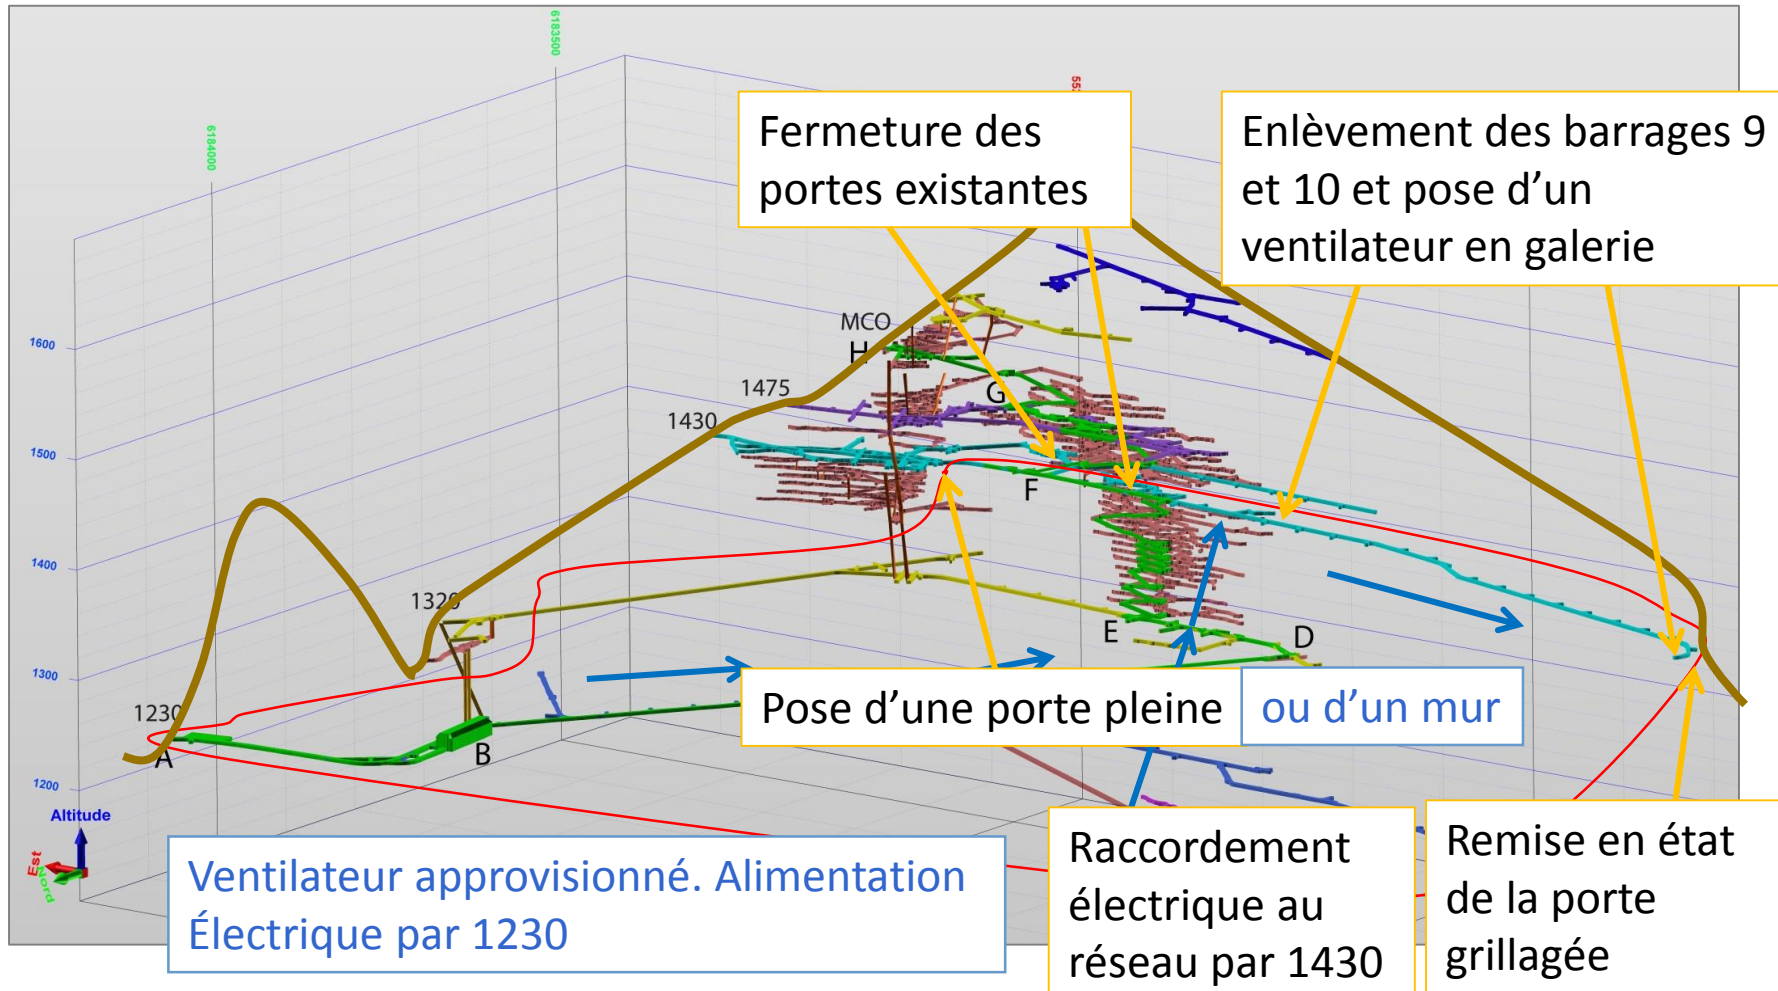 6183500
6184000
Fermeture des
portes existantes
Enlèvement des barrages 9
et 10 et pose d’un
ventilateur en galerie
1600
1500
1400
1300
1200
MCO
H
1475
G
1430
F
1320
E
D
1230
A
B
Pose d’une porte pleine
ou d’un mur
Altitude
Est
Nord
Ventilateur approvisionné. Alimentation
Électrique par 1230
Raccordement
électrique au
réseau par 1430
Remise en état
de la porte
grillagée